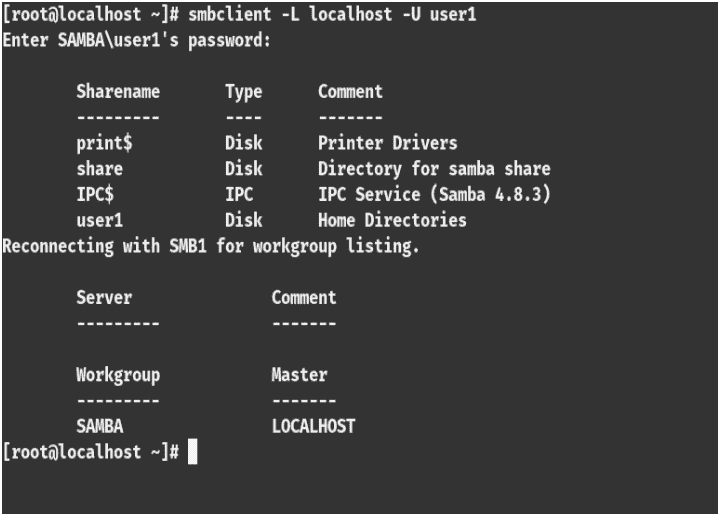 [root@localhost ~]# smbclient -L localhost -U user1
Enter SAMBA\user1's password:
Sharename Type Comment
--------- ---- -------
print$ Disk Printer Drivers
share Disk Directory for samba share
IPC$ IPC IPC Service (Samba 4.8.3)
user1 Disk Home Directories
Reconnecting with SMB1 for workgroup listing.
Server Comment
--------- -------
Workgroup Master
--------- -------
SAMBA LOCALHOST
[root@localhost ~]#